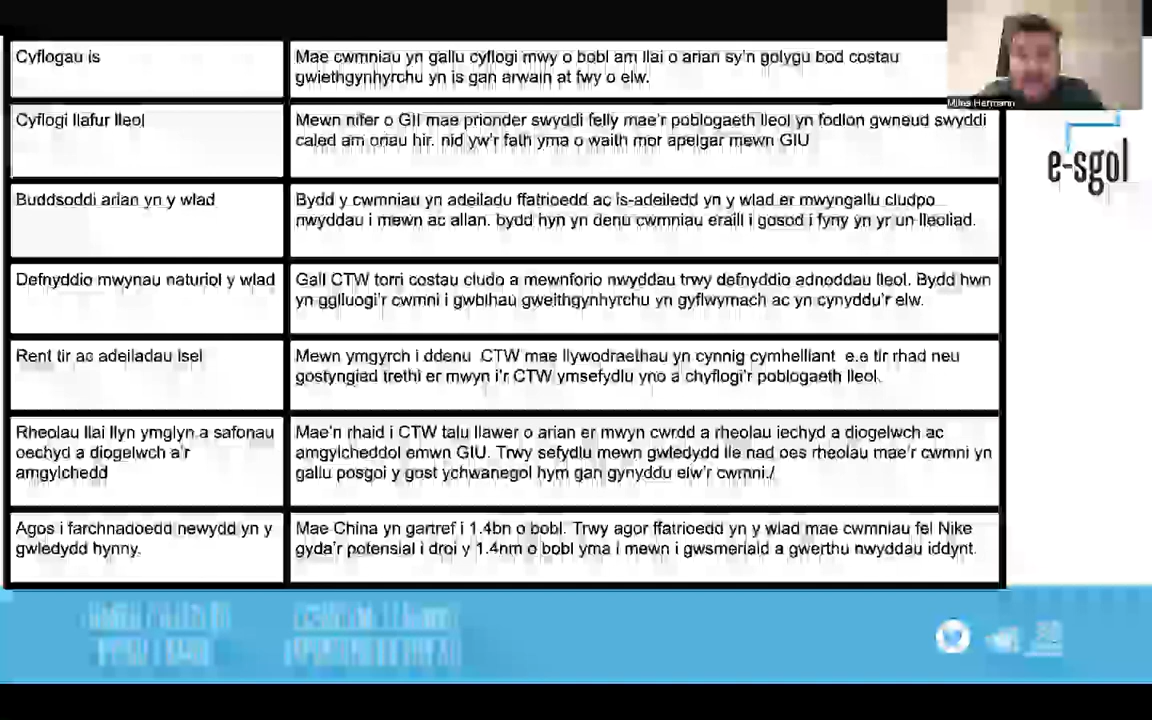 Cyflogau is
Mae cwmniau yn gallu cyflogi mwy o bobl am llai o arian sy'n golygu bod costau
gwiethgynhyrchu yn is gan arwain at fwy o elw.
Miles Hermann
Cyflogi llafur lleol
Mewn nifer o GII mae prionder swyddi felly mae'r poblogaeth lleol yn fodlon gwneud swyddi
caled am oriau hir. nid yw'r fath yma o waith mor apelgar mewn GIU
e-sgol
Buddsoddi arian yn y wlad
Bydd y cwmniau yn adeiladu ffatrioedd ac is-adeiledd yn y wlad er mwyngallu cludpo
nwyddau i mewn ac allan. bydd hyn yn denu cwmniau eraill i gosod i fyny yn yr un lleoliad.
Defnyddio mwynau naturiol y wlad
Gall CTW torri costau cludo a mewnforio nwyddau trwy defnyddio adnoddau lleol. Bydd hwn
yn gglluogi'r cwmni i gwblhau gweithgynhyrchu yn gyflwymach ac yn cynyddu'r elw.
Rent tir ac adeiladau isel
Mewn ymgyrch i ddenu CTW mae llywodraethau yn cynnig cymhelliant e.e tir rhad neu
gostyngiad trethi er mwyn i'r CTW ymsefydlu yno a chyflogi'r poblogaeth lleol.
Rheolau llai llyn ymglyn a safonau
oechyd a diogelwch a'r
amgylchedd
Mae'n rhaid i CTW talu llawer o arian er mwyn cwrdd a rheolau iechyd a diogelwch ac
amgylcheddol emwn GIU. Trwy sefydlu mewn gwledydd lle nad oes rheolau mae'r cwmni yn
gallu posgoi y gost ychwanegol hym gan gynyddu elw'r cwmni./
Agos i farchnadoedd newydd yn y
gwledydd hynny.
Mae China yn gartref i 1.4bn o bobl. Trwy agor ffatrioedd yn y wlad mae cwmniau fel Nike
gyda'r potensial i droi y 1.4nm o bobl yma i mewn i gwsmeriaid a gwerthu nwyddau iddynt.